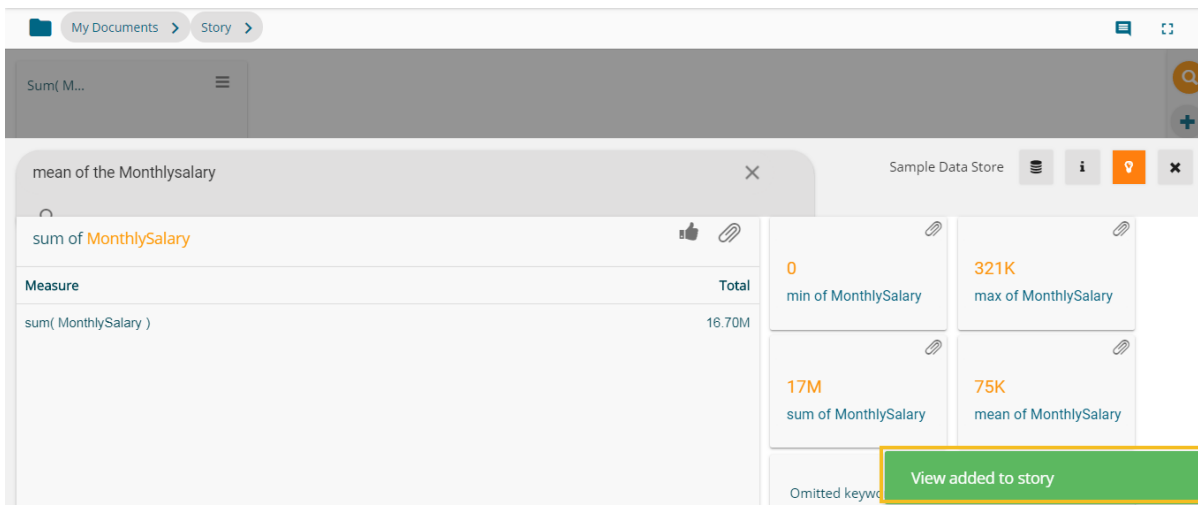 My Documents > Story >
Sum( M...
mean of the Monthlysalary
Sample Data Store
sum of MonthlySalary
Measure Total
sum( MonthlySalary ) 16.70M
0
min of MonthlySalary
321K
max of MonthlySalary
17M
sum of MonthlySalary
75K
mean of MonthlySalary
Omitted
View added to story